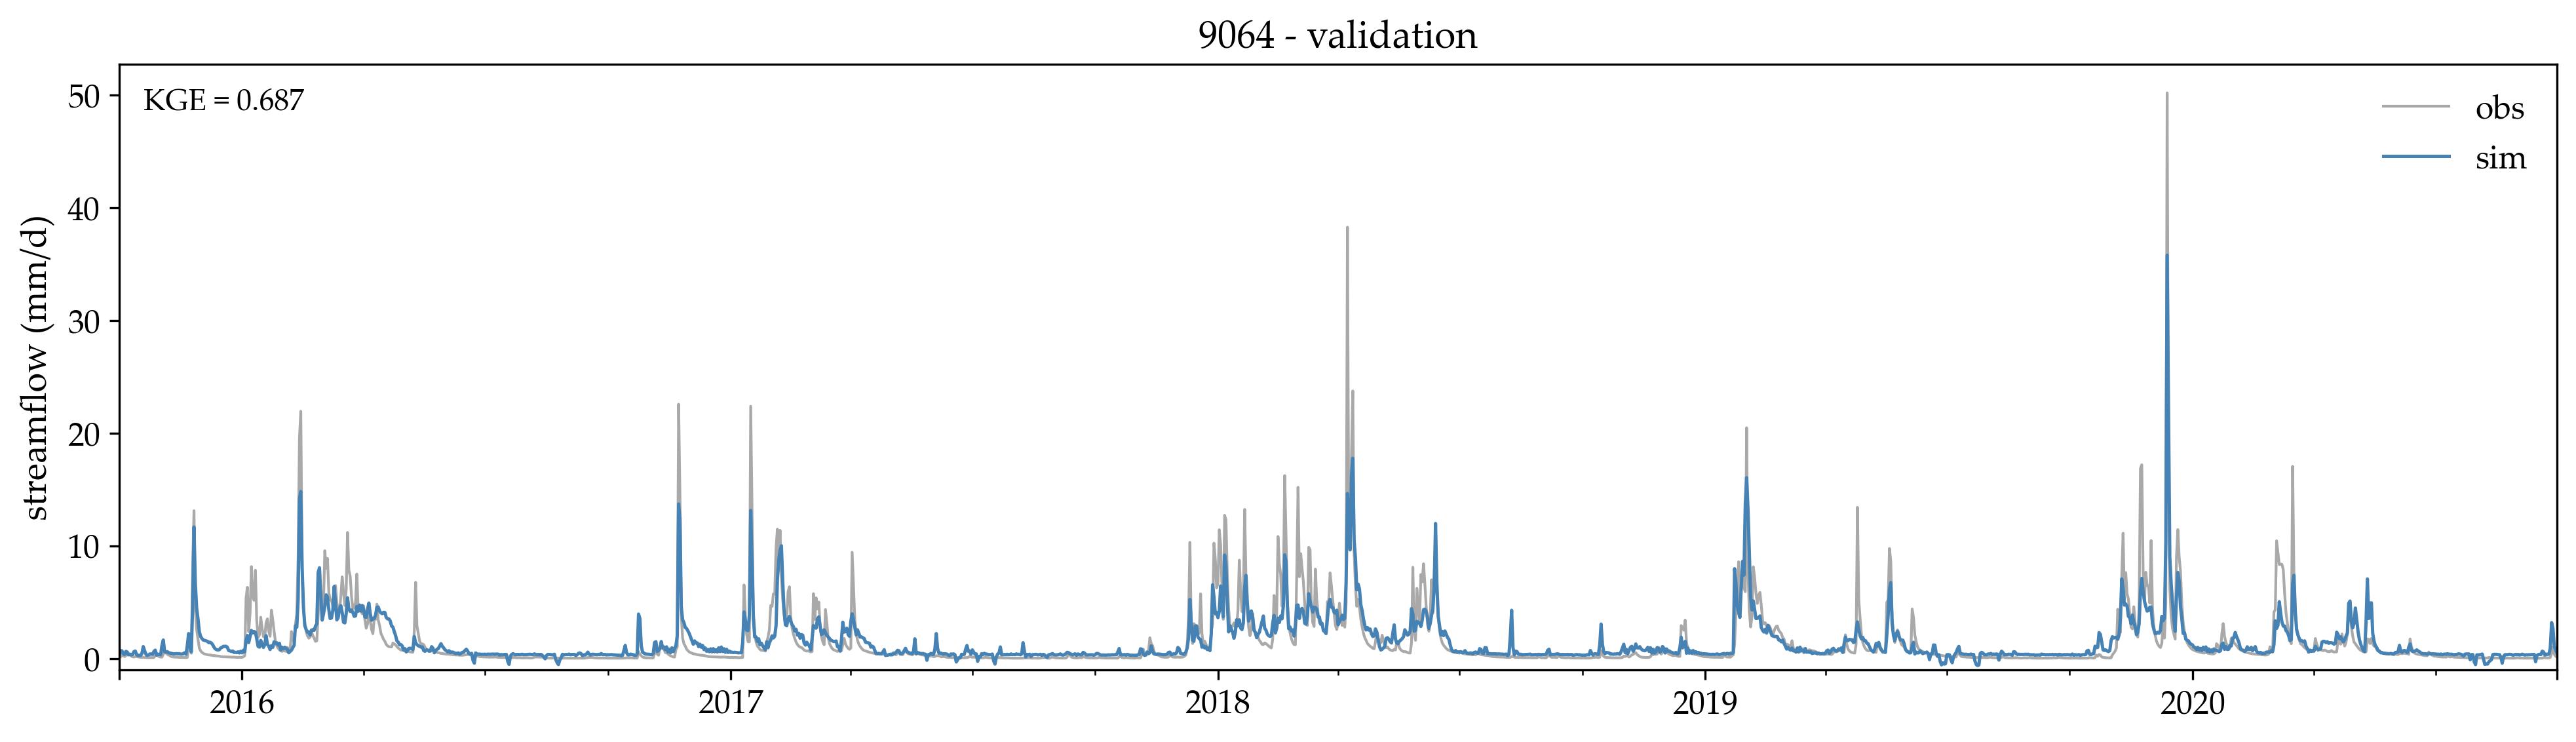 9064 - validation
KGE = 0.687
obs
sim
streamflow (mm/d)
50
40
30
20
10
0
2016
2017
2018
2019
2020